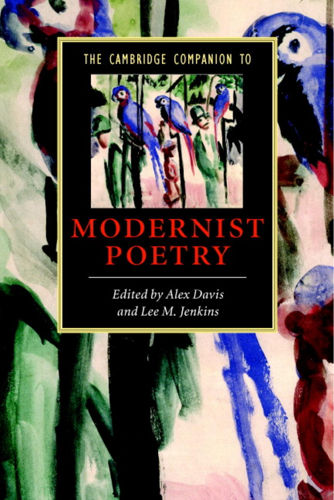 THE CAMBRIDGE COMPANION TO
MODERNIST
POETRY
Edited by Alex Davis
and Lee M. Jenkins